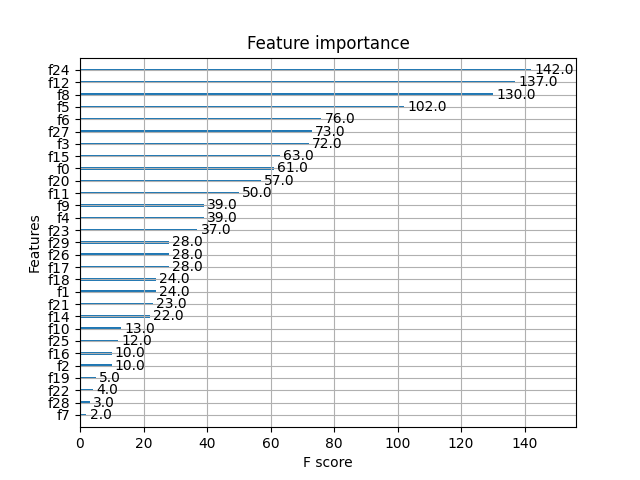 Feature importance
f24 142.0
f12 137.0
f8 130.0
f5 102.0
f6 76.0
f27 73.0
f3 72.0
f15 63.0
f0 61.0
f20 57.0
f11 50.0
f9 39.0
f4 39.0
f23 37.0
f29 28.0
f26 28.0
f17 28.0
f18 24.0
f1 24.0
f21 23.0
f14 22.0
f10 13.0
f25 12.0
f16 10.0
f2 10.0
f19 5.0
f22 4.0
f28 3.0
f7 2.0
Features
0 20 40 60 80 100 120 140
F score